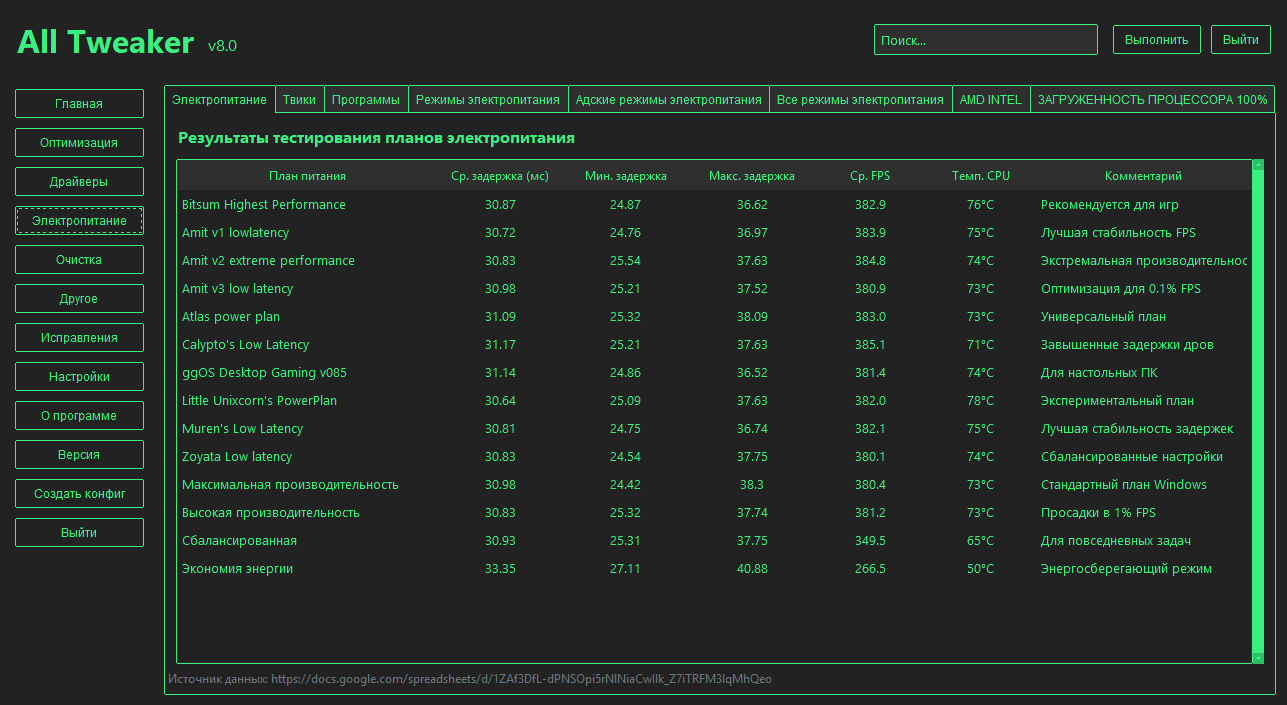 All Tweaker v8.0
Поиск...
Выполнить
Выйти
Главная
Оптимизация
Драйверы
Электропитание
Очистка
Другое
Исправления
Настройки
О программе
Версия
Создать конфиг
Выйти
Электропитание Твики Программы Режимы электропитания Адские режимы электропитания Все режимы электропитания AMD INTEL ЗАГРУЖЕННОСТЬ ПРОЦЕССОРА 100%
Результаты тестирования планов электропитания
План питания Ср. задержка (мс) Мин. задержка Макс. задержка Ср. FPS Темп. CPU Комментарий
Bitsum Highest Performance 30.87 24.87 36.62 382.9 76°C Рекомендуется для игр
Amit v1 lowlatency 30.72 24.76 36.97 383.9 75°C Лучшая стабильность FPS
Amit v2 extreme performance 30.83 25.54 37.63 384.8 74°C Экстремальная производительнос
Amit v3 low latency 30.98 25.21 37.52 380.9 73°C Оптимизация для 0.1% FPS
Atlas power plan 31.09 25.32 38.09 383.0 73°C Универсальный план
Calypto's Low Latency 31.17 25.21 37.63 385.1 71°C Завышенные задержки дров
ggOS Desktop Gaming v085 31.14 24.86 36.52 381.4 74°C Для настольных ПК
Little Unixcorn's PowerPlan 30.64 25.09 37.63 382.0 78°C Экспериментальный план
Muren's Low Latency 30.81 24.75 36.74 382.1 75°C Лучшая стабильность задержек
Zoyata Low latency 30.83 24.54 37.75 380.1 74°C Сбалансированные настройки
Максимальная производительность 30.98 24.42 38.3 380.4 73°C Стандартный план Windows
Высокая производительность 30.83 25.32 37.74 381.2 73°C Просадки в 1% FPS
Сбалансированная 30.93 25.31 37.75 349.5 65°C Для повседневных задач
Экономия энергии 33.35 27.11 40.88 266.5 50°C Энергосберегающий режим
Источник данных: